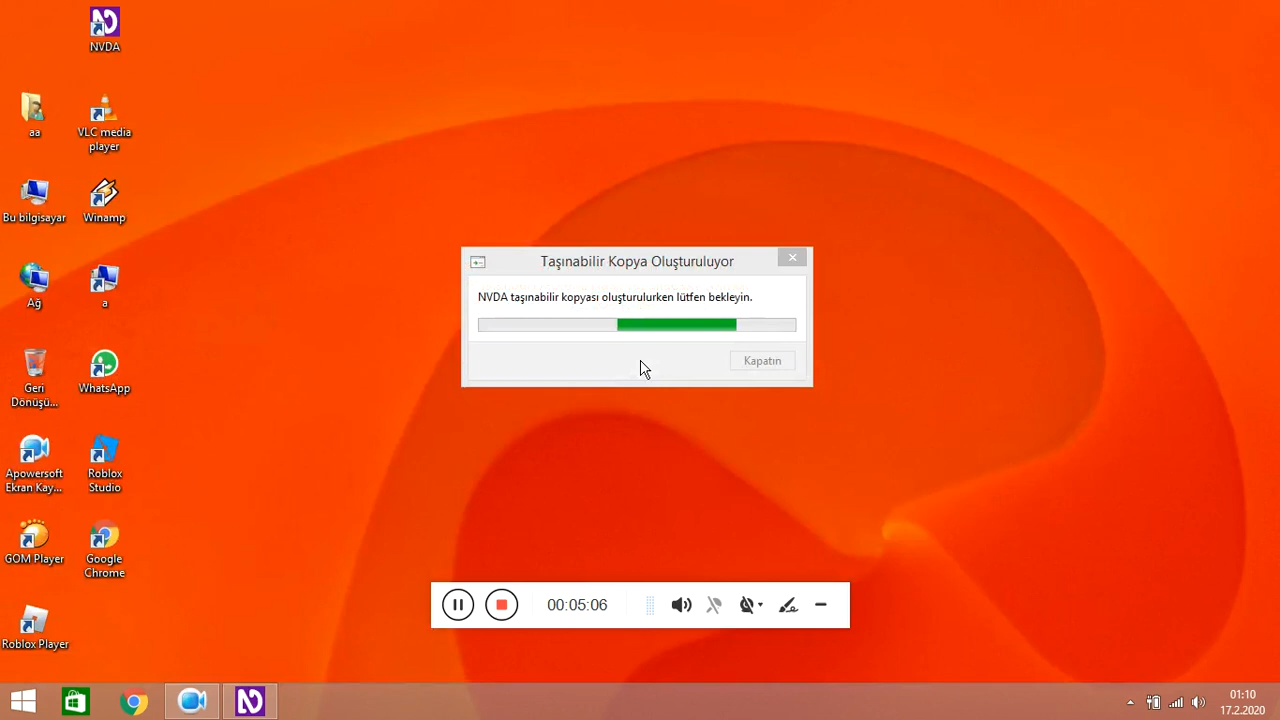 NVDA
aa
VLC media
player
Bu bilgisayar
Winamp
Ağ
a
Geri
Dönüşü...
WhatsApp
Apowersoft
Ekran Kay...
Roblox
Studio
GOM Player
Google
Chrome
Roblox Player
Taşınabilir Kopya Oluşturuluyor
NVDA taşınabilir kopyası oluşturulurken lütfen bekleyin.
Kapatın
00:05:06
01:10
17.2.2020